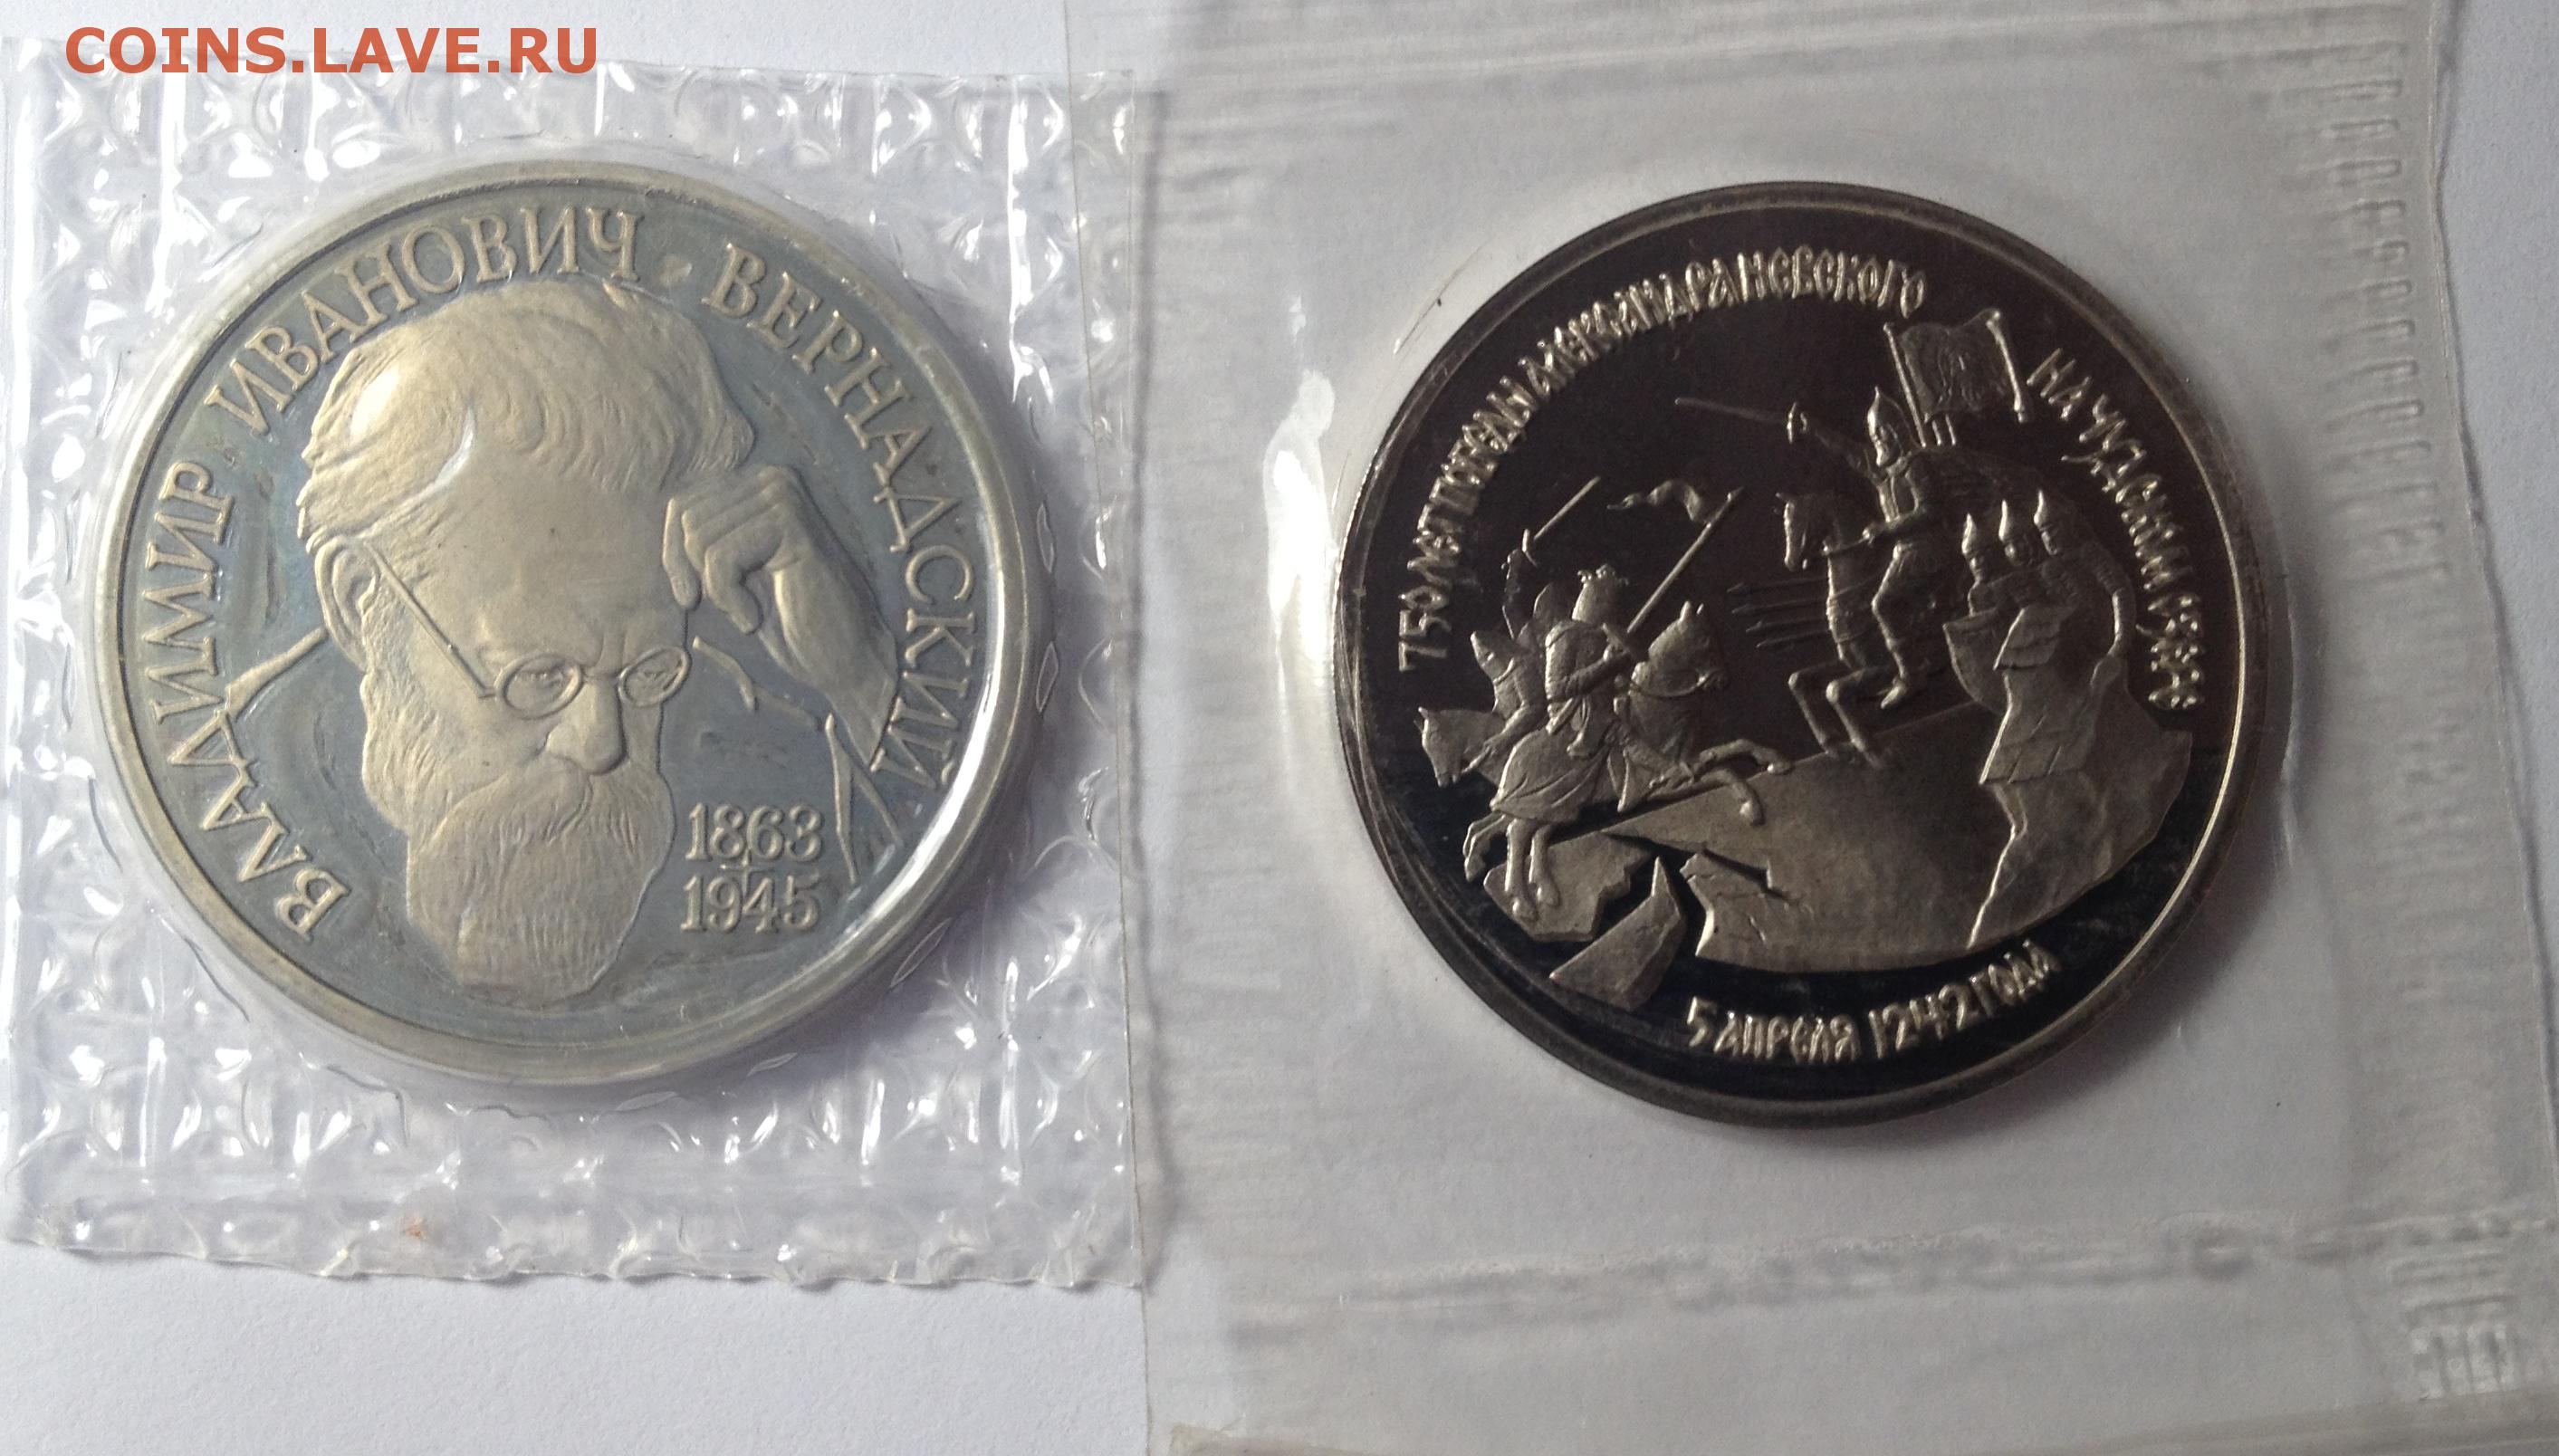 COINS.LAVE.RU
ВЛАДИМИР ИВАНОВИЧ · ВЕРНАДСКИЙ
1863
1945
750 ЛЕТ ПОБЕДЫ АЛЕКСАНДРА НЕВСКОГО
НА ЧУДСКОМ ОЗЕРЕ
5 АПРЕЛЯ 1242 ГОДА